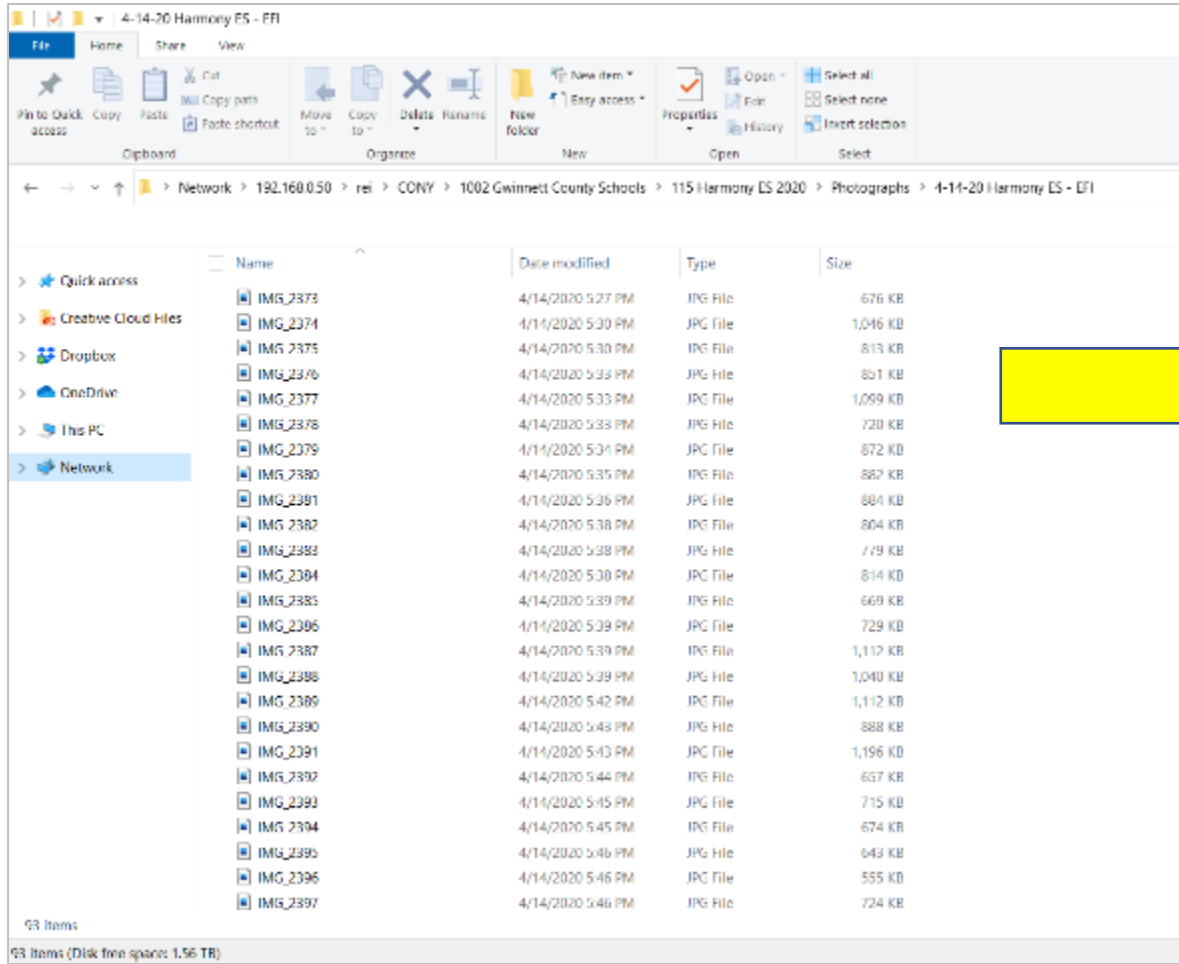 4-14-20 Harmony ES - EFI
File Home Share View
Pin to Quick access
Copy
Paste
Cut
Copy path
Paste shortcut
Move to
Copy to
Delete
Rename
New folder
New item
Easy access
Properties
Open
Edit
History
Select all
Select none
Invert selection
Clipboard Organize New Open Select
Network > 192.168.0.50 > rei > CONY > 1002 Gwinnett County Schools > 115 Harmony ES 2020 > Photographs > 4-14-20 Harmony ES - EFI
Quick access
Creative Cloud Files
Dropbox
OneDrive
This PC
Network
Name Date modified Type Size
IMG_2373 4/14/2020 5:27 PM JPG File 676 KB
IMG_2374 4/14/2020 5:30 PM JPG File 1,046 KB
IMG_2375 4/14/2020 5:30 PM JPG File 813 KB
IMG_2376 4/14/2020 5:33 PM JPG File 851 KB
IMG_2377 4/14/2020 5:33 PM JPG File 1,099 KB
IMG_2378 4/14/2020 5:33 PM JPG File 720 KB
IMG_2379 4/14/2020 5:34 PM JPG File 872 KB
IMG_2380 4/14/2020 5:35 PM JPG File 882 KB
IMG_2381 4/14/2020 5:36 PM JPG File 884 KB
IMG_2382 4/14/2020 5:38 PM JPG File 804 KB
IMG_2383 4/14/2020 5:38 PM JPG File 779 KB
IMG_2384 4/14/2020 5:38 PM JPG File 814 KB
IMG_2385 4/14/2020 5:39 PM JPG File 669 KB
IMG_2386 4/14/2020 5:39 PM JPG File 729 KB
IMG_2387 4/14/2020 5:39 PM JPG File 1,112 KB
IMG_2388 4/14/2020 5:39 PM JPG File 1,040 KB
IMG_2389 4/14/2020 5:42 PM JPG File 1,112 KB
IMG_2390 4/14/2020 5:43 PM JPG File 888 KB
IMG_2391 4/14/2020 5:43 PM JPG File 1,196 KB
IMG_2392 4/14/2020 5:44 PM JPG File 657 KB
IMG_2393 4/14/2020 5:45 PM JPG File 715 KB
IMG_2394 4/14/2020 5:45 PM JPG File 674 KB
IMG_2395 4/14/2020 5:46 PM JPG File 643 KB
IMG_2396 4/14/2020 5:46 PM JPG File 555 KB
IMG_2397 4/14/2020 5:46 PM JPG File 724 KB
93 items
93 items (Disk free space: 1.56 TB)